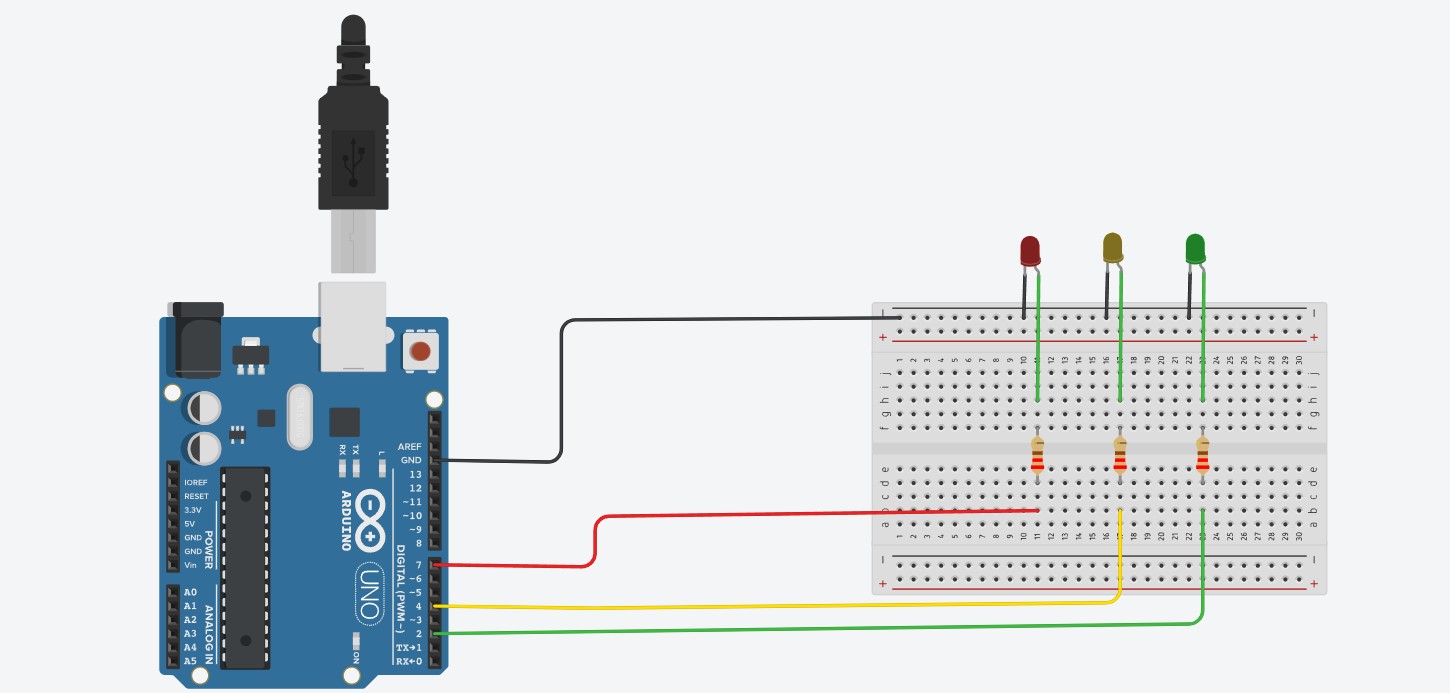 AREF
GND
13
12
~11
~10
~9
8
7
~6
~5
4
~3
2
TX→1
RX←0
DIGITAL (PWM~)
RX
TX
L
ARDUINO
UNO
ON
IOREF
RESET
3.3V
5V
GND
GND
Vin
POWER
A0
A1
A2
A3
A4
A5
ANALOG IN
– –
+ +
1 2 3 4 5 6 7 8 9 10 12 13 14 15 16 18 19 20 21 22 24 25 26 27 28 29 30
j j
i i
h h
g g
f f
e e
d d
c c
b b
a a
1 2 3 4 5 6 7 8 9 10 11 12 13 14 15 16 18 19 20 21 22 24 25 26 27 28 29 30
– –
+ +